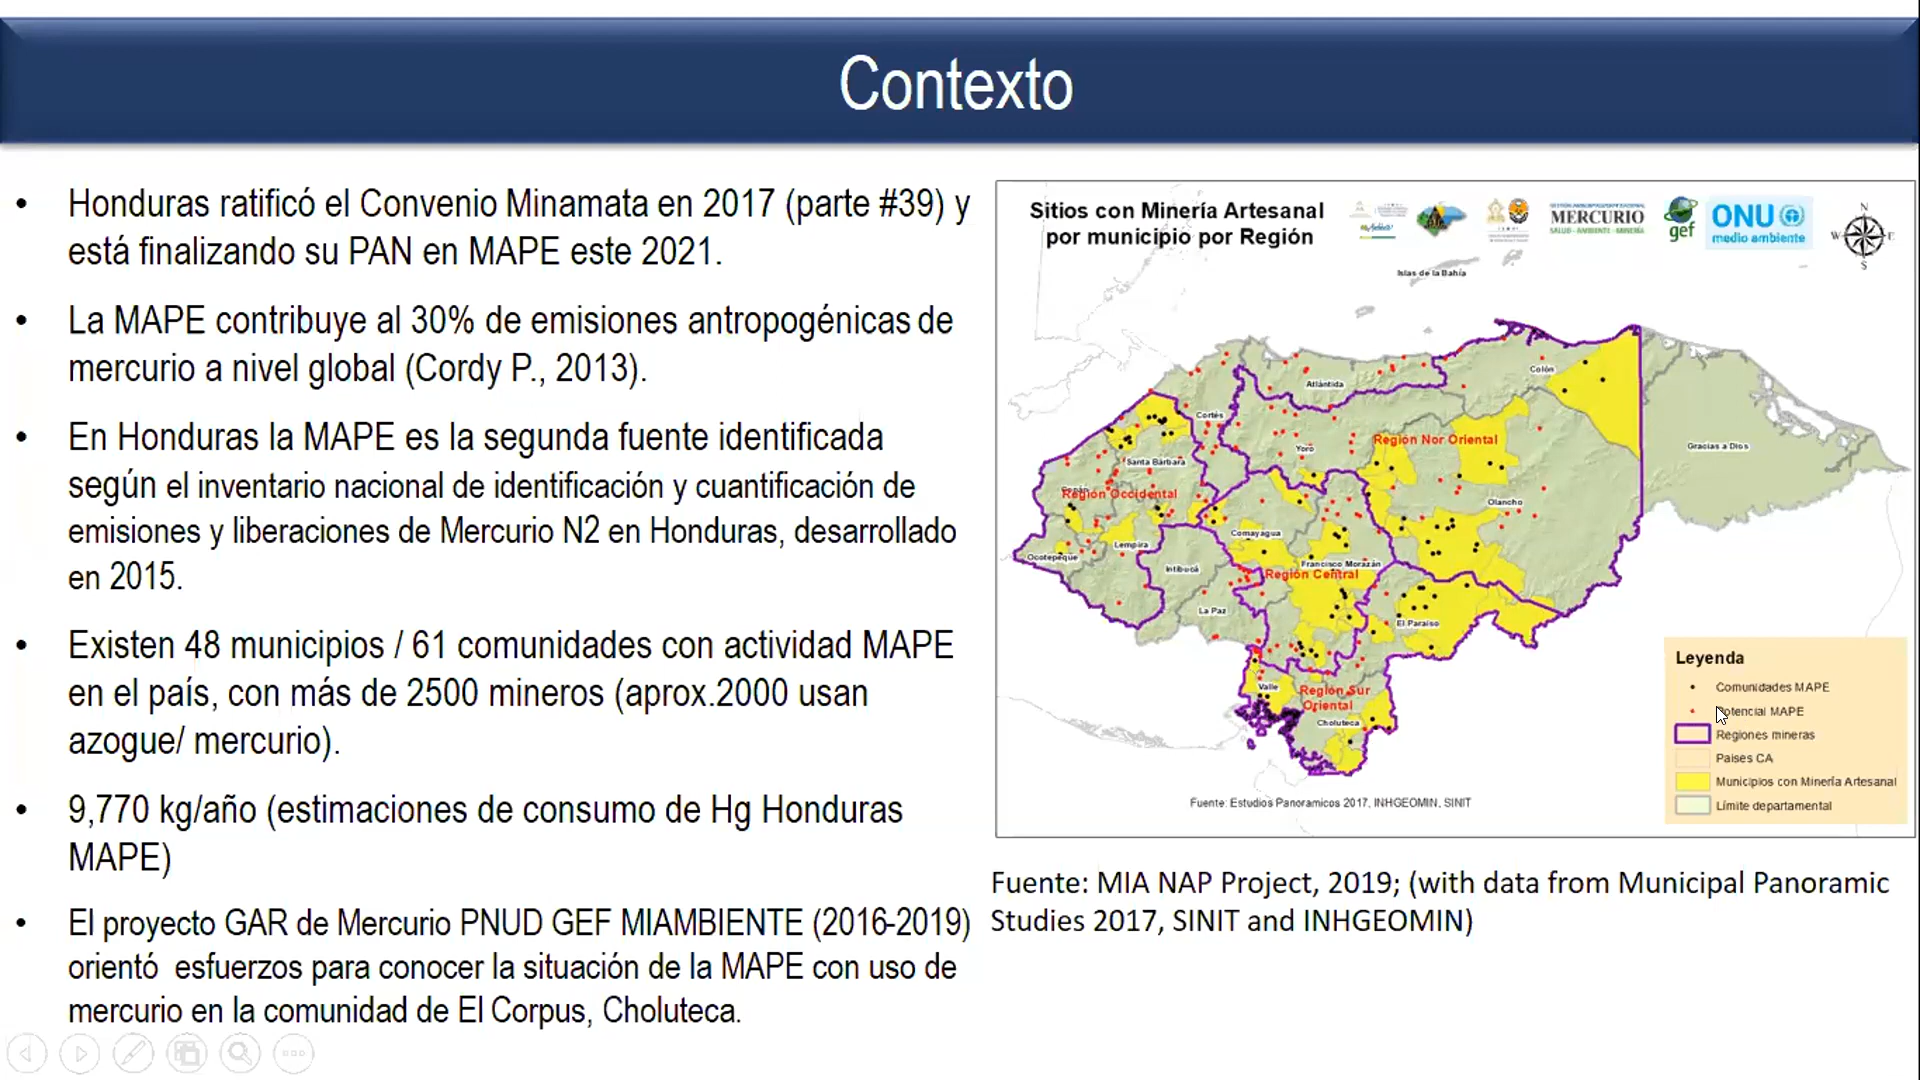 Contexto
• Honduras ratificó el Convenio Minamata en 2017 (parte #39) y
está finalizando su PAN en MAPE este 2021.
• La MAPE contribuye al 30% de emisiones antropogénicas de
mercurio a nivel global (Cordy P., 2013).
• En Honduras la MAPE es la segunda fuente identificada
según el inventario nacional de identificación y cuantificación de
emisiones y liberaciones de Mercurio N2 en Honduras, desarrollado
en 2015.
• Existen 48 municipios / 61 comunidades con actividad MAPE
en el país, con más de 2500 mineros (aprox.2000 usan
azogue/ mercurio).
• 9,770 kg/año (estimaciones de consumo de Hg Honduras
MAPE)
• El proyecto GAR de Mercurio PNUD GEF MIAMBIENTE (2016-2019)
orientó esfuerzos para conocer la situación de la MAPE con uso de
mercurio en la comunidad de El Corpus, Choluteca.
Sitios con Minería Artesanal
por municipio por Región
MERCURIO
SALUD - AMBIENTE - MINERÍA
gef
ONU
medio ambiente
N
W E
S
Islas de la Bahía
Colón
Atlántida
Cortés
Región Nor Oriental
Yoro
Gracias a Dios
Santa Bárbara
Región Occidental
Olancho
Comayagua
Lempira
Ocotepeque
Francisco Morazán
Intibucá
Región Central
La Paz
El Paraíso
Valle
Región Sur
Oriental
Choluteca
Leyenda
Comunidades MAPE
Potencial MAPE
Regiones mineras
Paises CA
Municipios con Minería Artesanal
Límite departamental
Fuente: Estudios Panoramicos 2017, INHGEOMIN, SINIT
Fuente: MIA NAP Project, 2019; (with data from Municipal Panoramic
Studies 2017, SINIT and INHGEOMIN)